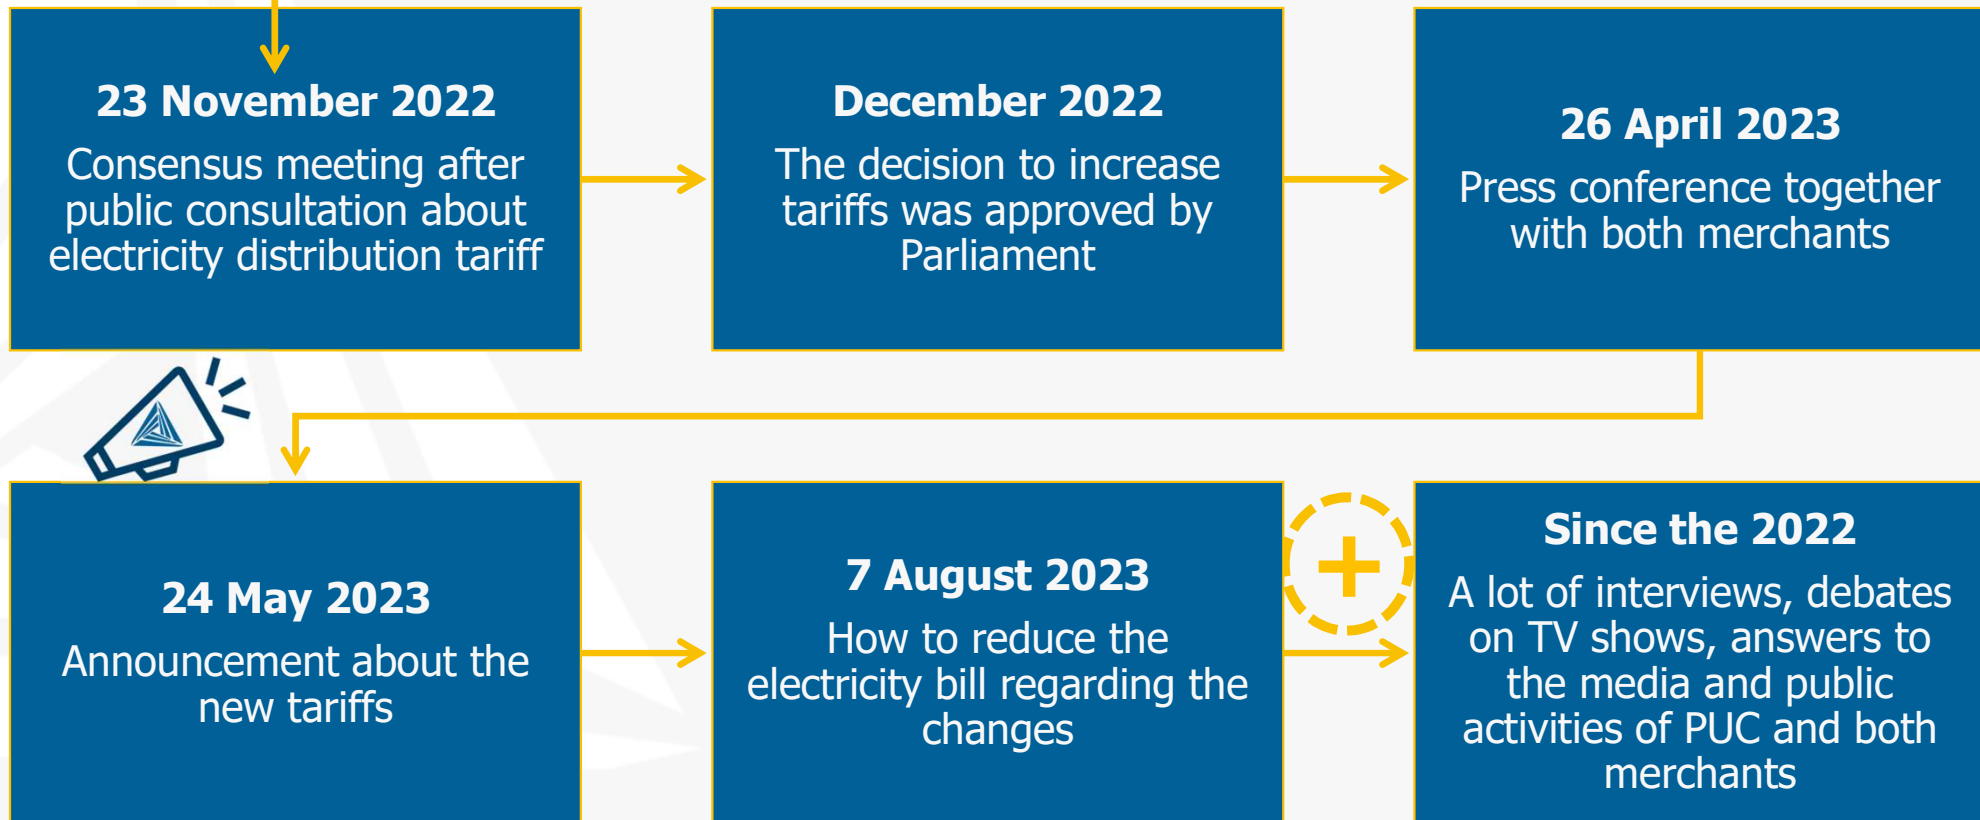 23 November 2022
Consensus meeting after
public consultation about
electricity distribution tariff
December 2022
The decision to increase
tariffs was approved by
Parliament
26 April 2023
Press conference together
with both merchants
24 May 2023
Announcement about the
new tariffs
7 August 2023
How to reduce the
electricity bill regarding the
changes
Since the 2022
A lot of interviews, debates
on TV shows, answers to
the media and public
activities of PUC and both
merchants